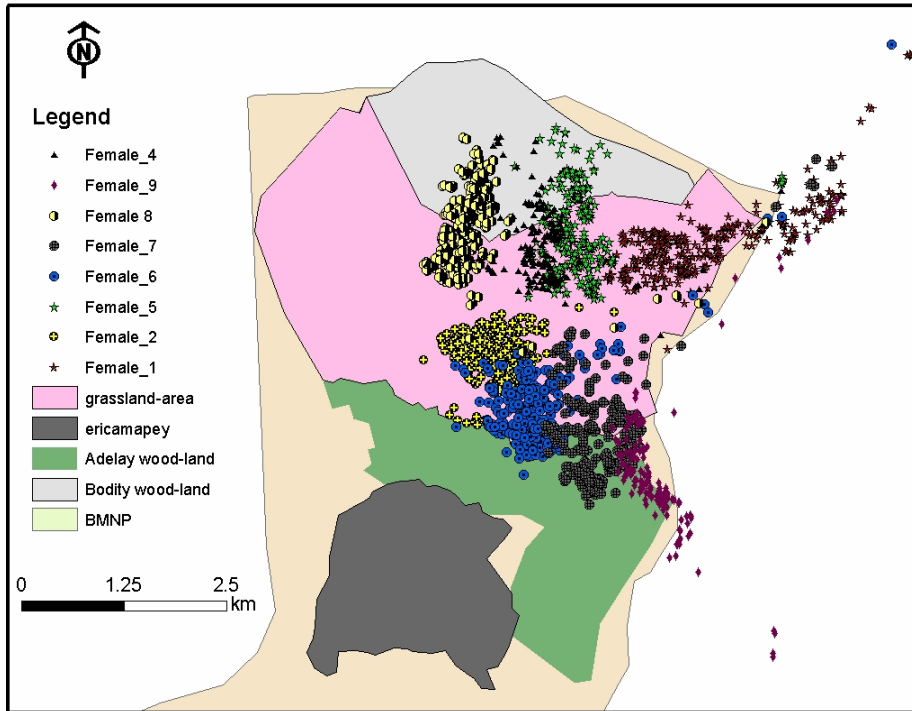 N
Legend
Female_4
Female_9
Female 8
Female_7
Female_6
Female_5
Female_2
Female_1
grassland-area
ericamapey
Adelay wood-land
Bodity wood-land
BMNP
0 1.25 2.5
km